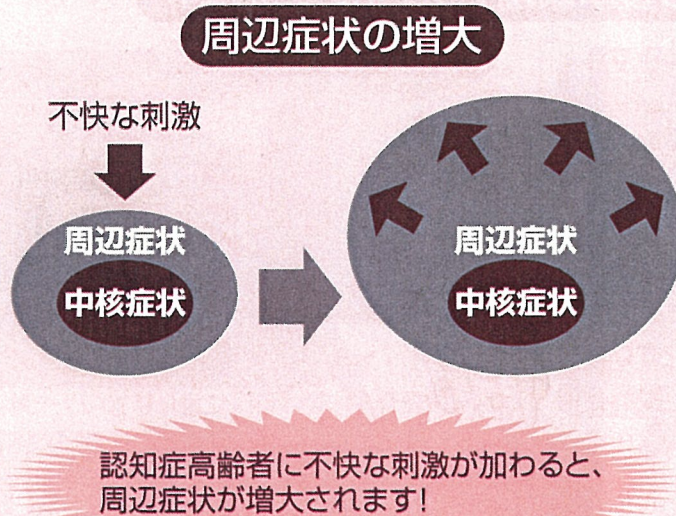 周辺症状の増大
不快な刺激
周辺症状
中核症状
周辺症状
中核症状
認知症高齢者に不快な刺激が加わると、
周辺症状が増大されます!